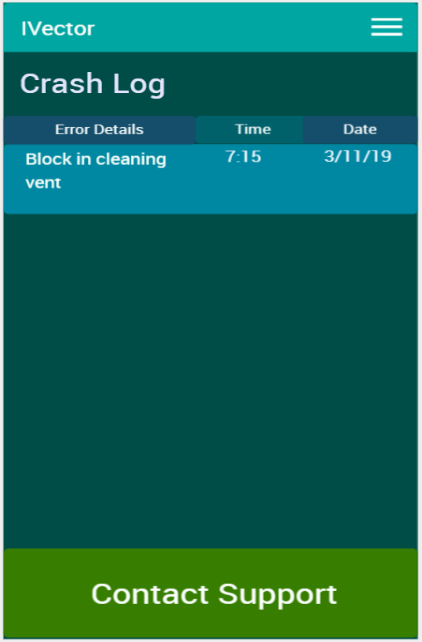 IVector
Crash Log
Error Details Time Date
Block in cleaning 7:15 3/11/19
vent
Contact Support